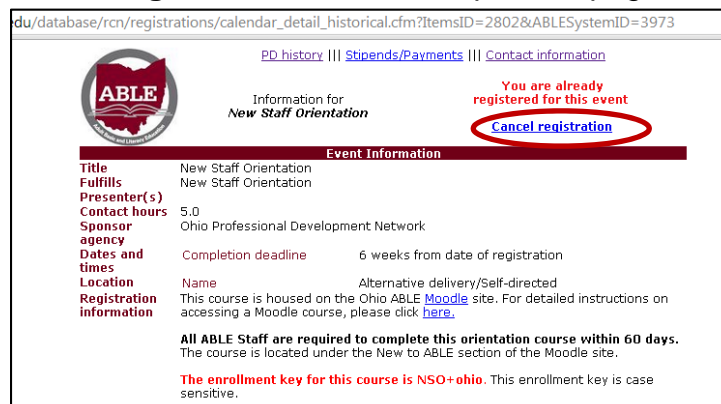 edu/database/rcn/registrations/calendar_detail_historical.cfm?ItemsID=2802&ABLESystemID=3973
PD history ||| Stipends/Payments ||| Contact information
ABLE
Adult Basic and Literacy Education
Information for
New Staff Orientation
You are already
registered for this event
Cancel registration
Event Information
Title New Staff Orientation
Fulfills New Staff Orientation
Presenter(s)
Contact hours 5.0
Sponsor agency Ohio Professional Development Network
Dates and times Completion deadline 6 weeks from date of registration
Location Name Alternative delivery/Self-directed
Registration information This course is housed on the Ohio ABLE Moodle site. For detailed instructions on
accessing a Moodle course, please click here.
All ABLE Staff are required to complete this orientation course within 60 days.
The course is located under the New to ABLE section of the Moodle site.
The enrollment key for this course is NSO+ohio. This enrollment key is case
sensitive.